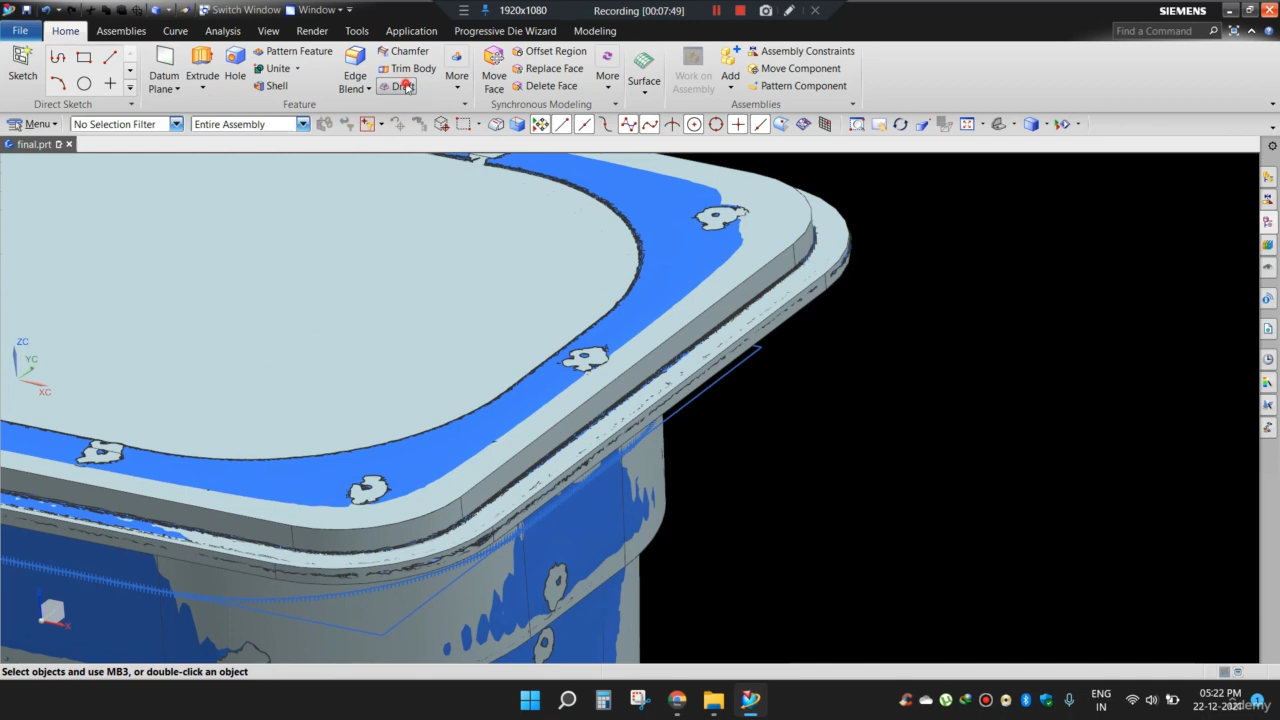 Switch Window Window 1920x1080 Recording [00:07:49] SIEMENS
File Home Assemblies Curve Analysis View Render Tools Application Progressive Die Wizard Modeling Find a Command
Sketch Datum Plane Extrude Hole Pattern Feature Unite Shell Edge Blend Chamfer Trim Body More Move Face Offset Region Replace Face Delete Face More Surface Work on Assembly Add Assembly Constraints Move Component Pattern Component
Direct Sketch Feature Synchronous Modeling Assemblies
Menu No Selection Filter Entire Assembly
final.prt
ZC
YC
XC
X
Select objects and use MB3, or double-click an object
ENG
IN
05:22 PM
22-12-2021
Udemy